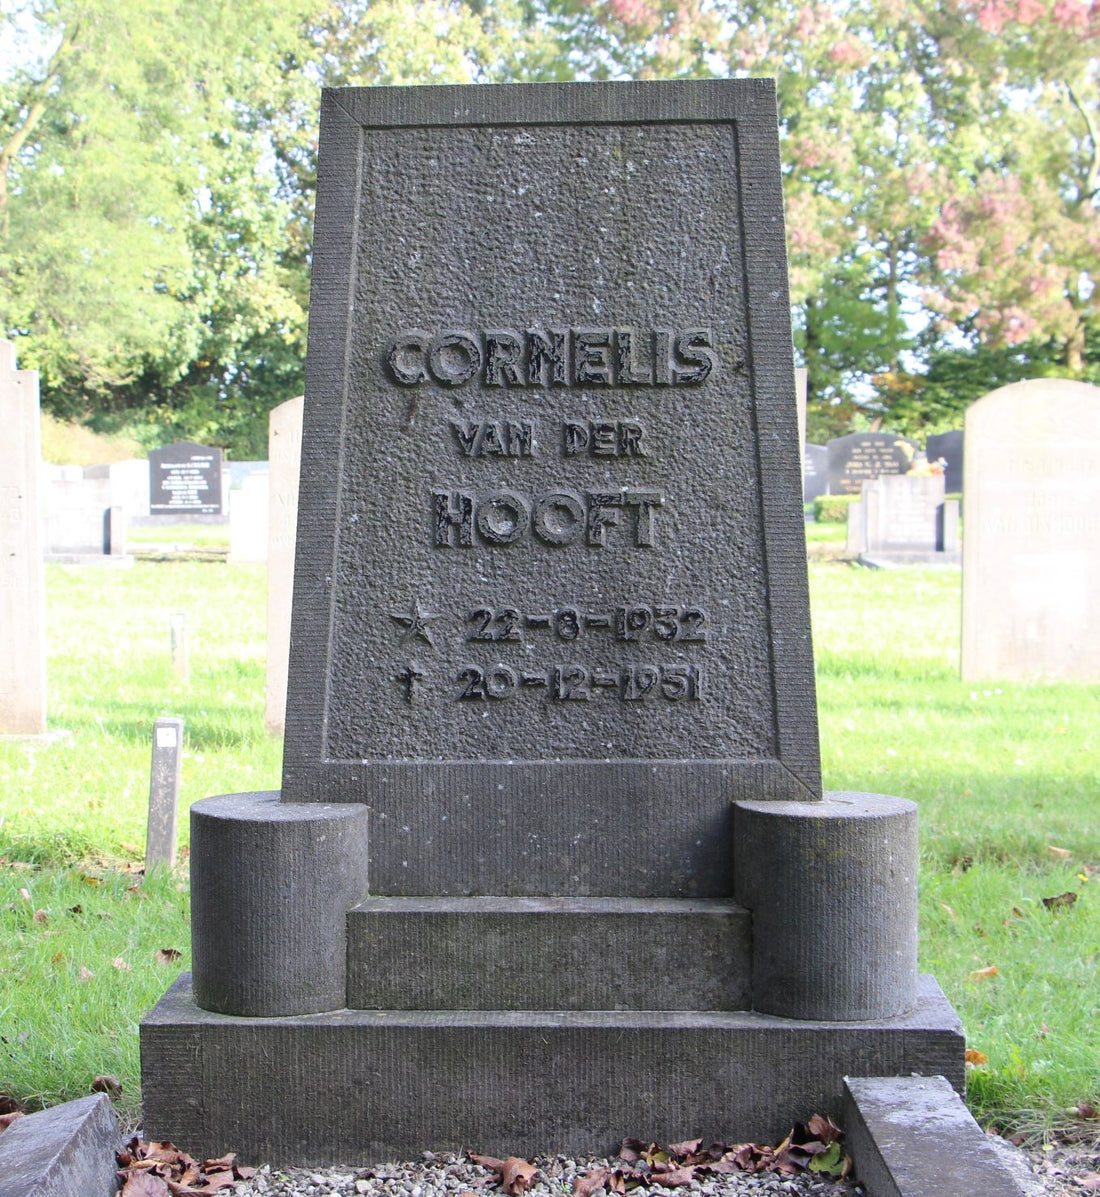 CORNELIS
VAN DER
HOOFT
22-8-1932
20-12-1951